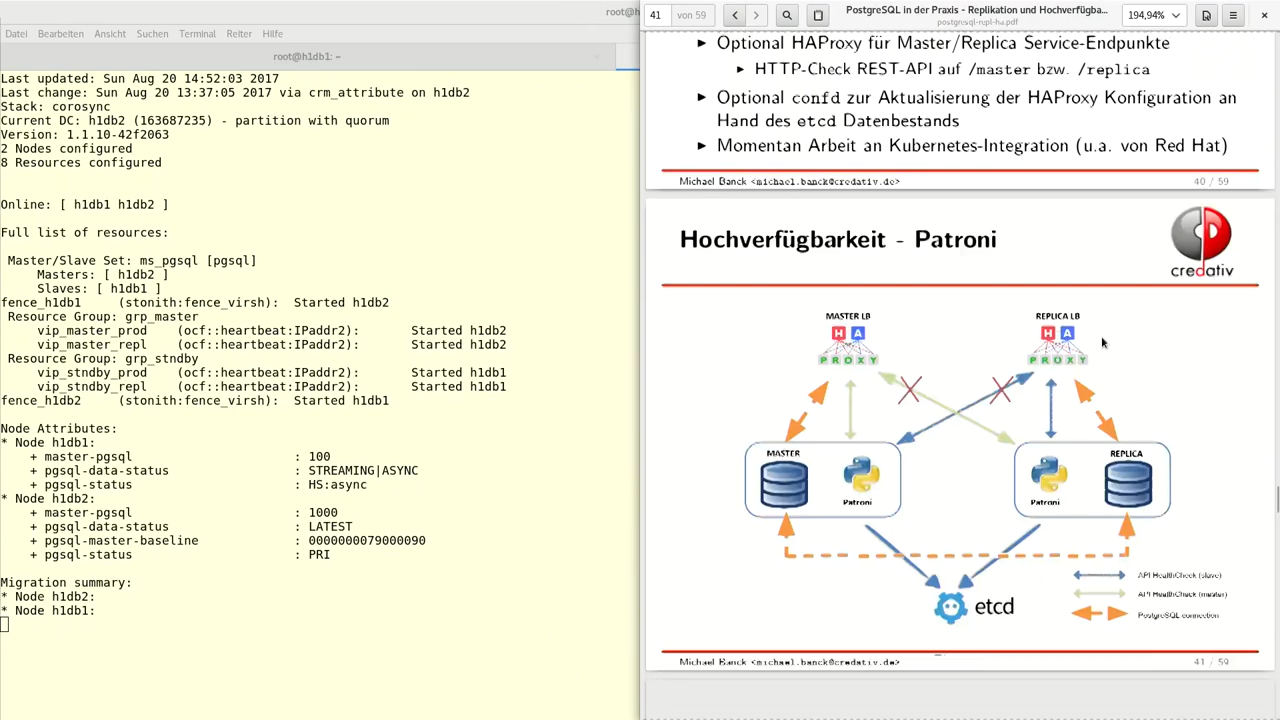 root@h
Datei Bearbeiten Ansicht Suchen Terminal Reiter Hilfe
root@h1db1: ~
Last updated: Sun Aug 20 14:52:03 2017
Last change: Sun Aug 20 13:37:05 2017 via crm_attribute on h1db2
Stack: corosync
Current DC: h1db2 (163687235) - partition with quorum
Version: 1.1.10-42f2063
2 Nodes configured
8 Resources configured
Online: [ h1db1 h1db2 ]
Full list of resources:
Master/Slave Set: ms_pgsql [pgsql]
Masters: [ h1db2 ]
Slaves: [ h1db1 ]
fence_h1db1 (stonith:fence_virsh): Started h1db2
Resource Group: grp_master
vip_master_prod (ocf::heartbeat:IPaddr2): Started h1db2
vip_master_repl (ocf::heartbeat:IPaddr2): Started h1db2
Resource Group: grp_stndby
vip_stndby_prod (ocf::heartbeat:IPaddr2): Started h1db1
vip_stndby_repl (ocf::heartbeat:IPaddr2): Started h1db1
fence_h1db2 (stonith:fence_virsh): Started h1db1
Node Attributes:
* Node h1db1:
+ master-pgsql : 100
+ pgsql-data-status : STREAMING|ASYNC
+ pgsql-status : HS:async
* Node h1db2:
+ master-pgsql : 1000
+ pgsql-data-status : LATEST
+ pgsql-master-baseline : 0000000079000090
+ pgsql-status : PRI
Migration summary:
* Node h1db2:
* Node h1db1:
41 von 59
PostgreSQL in der Praxis - Replikation und Hochverfügba...
postgresql-repl-ha.pdf
194,94%
► Optional HAProxy für Master/Replica Service-Endpunkte
► HTTP-Check REST-API auf /master bzw. /replica
► Optional confd zur Aktualisierung der HAProxy Konfiguration an
Hand des etcd Datenbestands
► Momentan Arbeit an Kubernetes-Integration (u.a. von Red Hat)
Michael Banck <michael.banck@credativ.de> 40 / 59
Hochverfügbarkeit - Patroni
credativ
MASTER LB
HA
PROXY
REPLICA LB
HA
PROXY
MASTER
Patroni
REPLICA
Patroni
etcd
API HealthCheck (slave)
API HealthCheck (master)
PostgreSQL connection
Michael Banck <michael.banck@credativ.de> 41 / 59